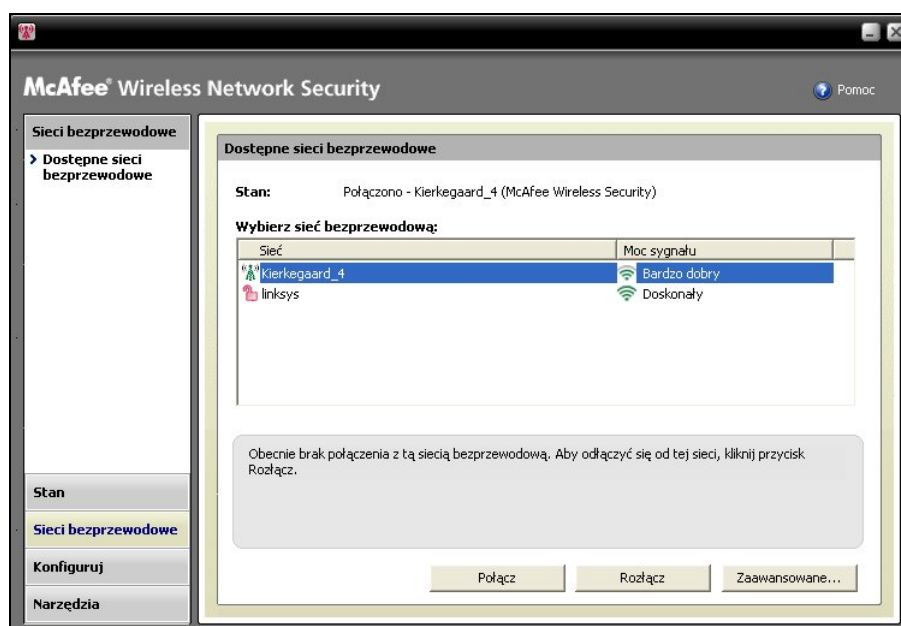 McAfee® Wireless Network Security
Pomoc
Sieci bezprzewodowe
Dostępne sieci
bezprzewodowe
Stan
Sieci bezprzewodowe
Konfiguruj
Narzędzia
Dostępne sieci bezprzewodowe
Stan: Połączono - Kierkegaard_4 (McAfee Wireless Security)
Wybierz sieć bezprzewodową:
Sieć Moc sygnału
Kierkegaard_4 Bardzo dobry
linksys Doskonały
Obecnie brak połączenia z tą siecią bezprzewodową. Aby odłączyć się od tej sieci, kliknij przycisk
Rozłącz.
Połącz Rozłącz Zaawansowane...